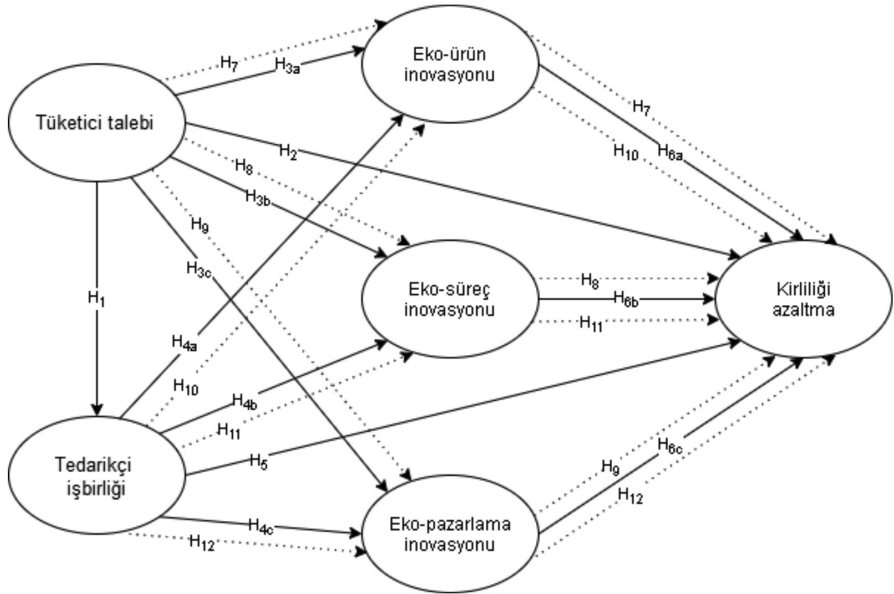 Eko-ürün
inovasyonu
H7
H3a
H7
Tüketici talebi
H2
H10
H6a
H8
H3b
H9
H3c
Eko-süreç
inovasyonu
H8
H6b
H11
Kirliliği
azaltma
H1
H4a
H10
H4b
H11
H5
Tedarikçi
işbirliği
H9
H6c
H12
H4c
H12
Eko-pazarlama
inovasyonu